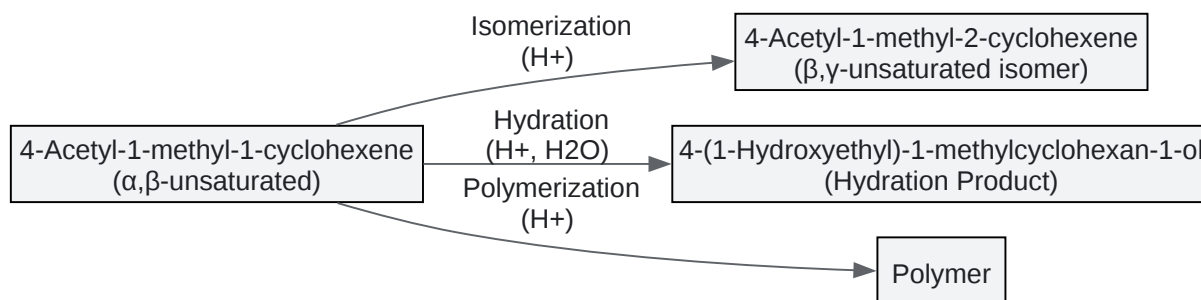 Isomerization
(H+)
4-Acetyl-1-methyl-2-cyclohexene
(β,γ-unsaturated isomer)
4-Acetyl-1-methyl-1-cyclohexene
(α,β-unsaturated)
Hydration
(H+, H2O)
4-(1-Hydroxyethyl)-1-methylcyclohexan-1-ol
(Hydration Product)
Polymerization
(H+)
Polymer